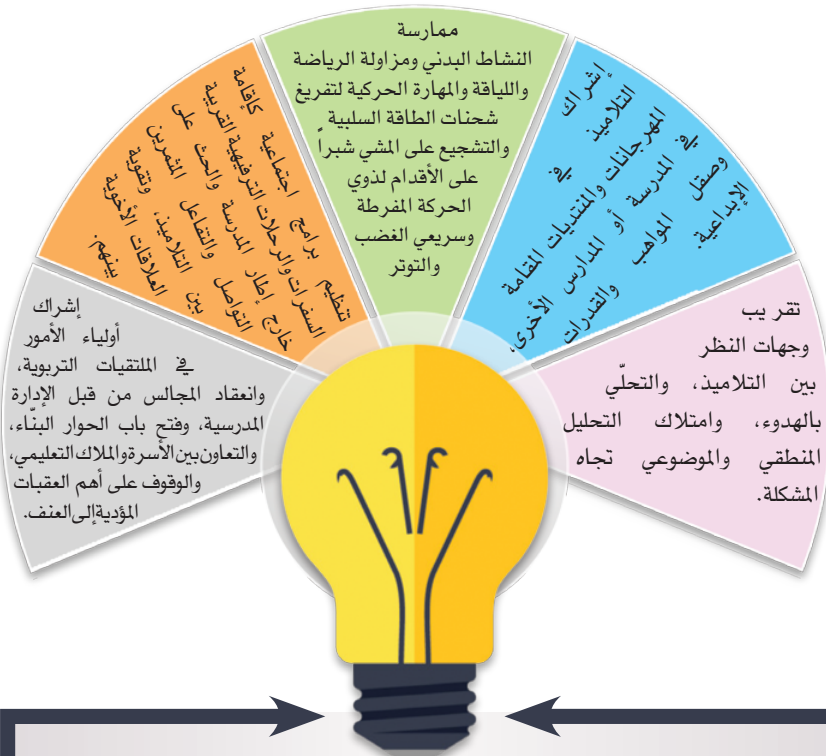 تقريب
وجهات النظر
بين التلاميذ، والتحلّي
بالهدوء، وامتلاك التحليل
المنطقي والموضوعي تجاه
المشكلة.
إشراك
التلاميذ في
المهرجانات والمنتديات المقامة
في المدرسة أو المدارس الأخرى،
وصقل المواهب والقدرات
الإبداعية.
ممارسة
النشاط البدني ومزاولة الرياضة
واللياقة والمهارة الحركية لتفريغ
شحنات الطاقة السلبية
والتشجيع على المشي شبراً
على الأقدام لذوي
الحركة المفرطة
وسريعي الغضب
والتوتر
تنظيم برامج اجتماعية كإقامة
السفرات والرحلات الترفيهية القريبة
خارج إطار المدرسة والحث على
التواصل والتفاعل المثمرين
بين التلاميذ، وتقوية
العلاقات الأخوية
بينهم.
إشراك
أولياء الأمور
في الملتقيات التربوية،
وانعقاد المجالس من قبل الإدارة
المدرسية، وفتح باب الحوار البنّاء،
والتعاون بين الأسرة والملاك التعليمي،
والوقوف على أهم العقبات
المؤدية إلى العنف.